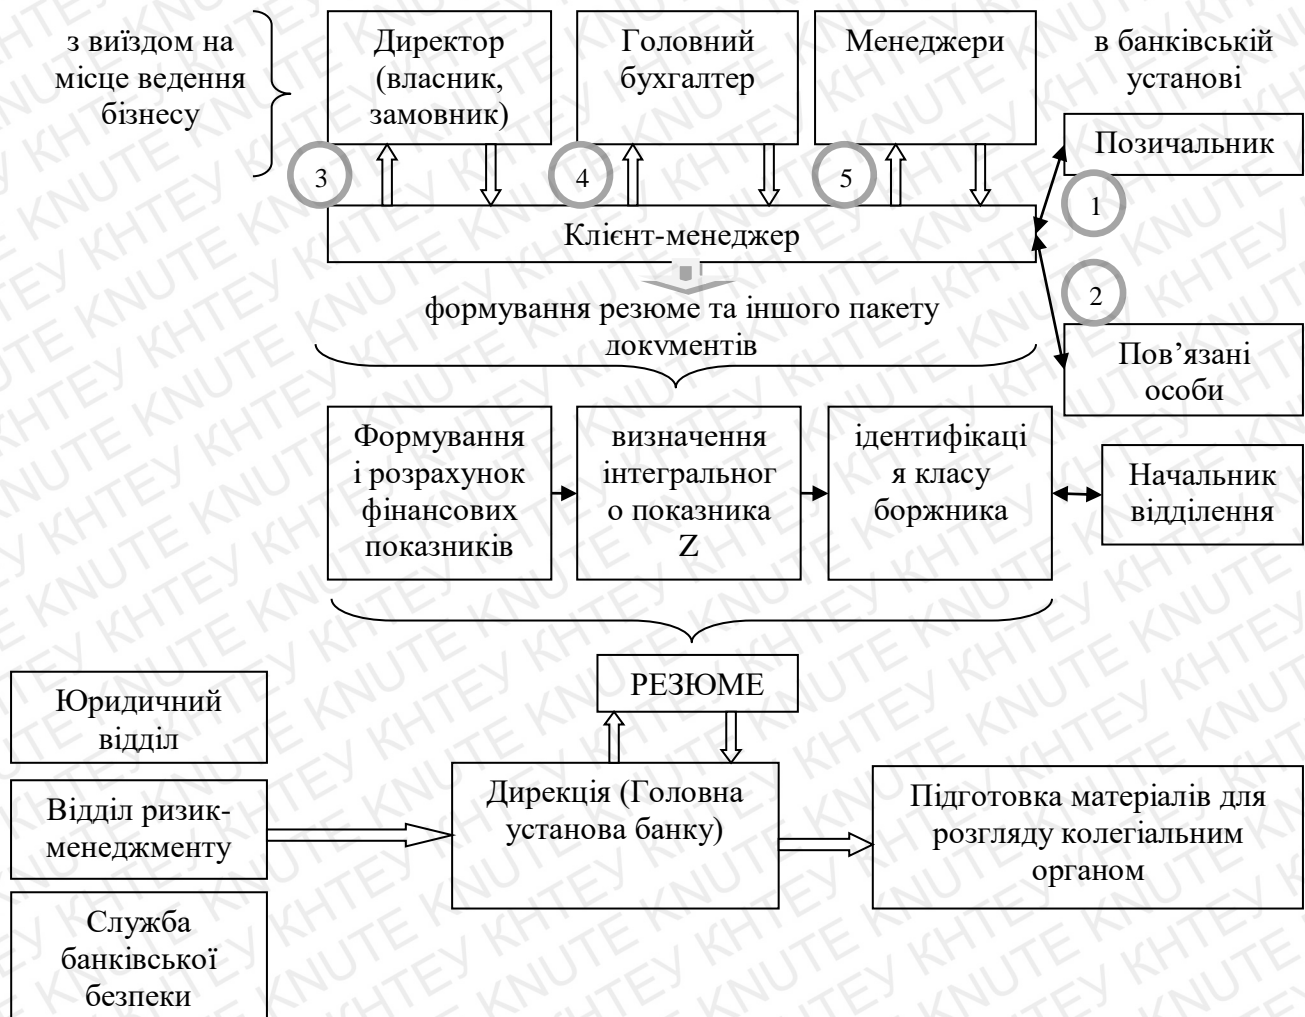 з виїздом на
місце ведення
бізнесу
Директор
(власник,
замовник)
Головний
бухгалтер
Менеджери
в банківській
установі
Позичальник
3
4
5
1
Клієнт-менеджер
2
формування резюме та іншого пакету
документів
Пов’язані
особи
Формування
і розрахунок
фінансових
показників
визначення
інтегральног
о показника
Z
ідентифікаці
я класу
боржника
Начальник
відділення
РЕЗЮМЕ
Юридичний
відділ
Відділ ризик-
менеджменту
Служба
банківської
безпеки
Дирекція (Головна
установа банку)
Підготовка матеріалів для
розгляду колегіальним
органом
КНТЕУ KNUTE